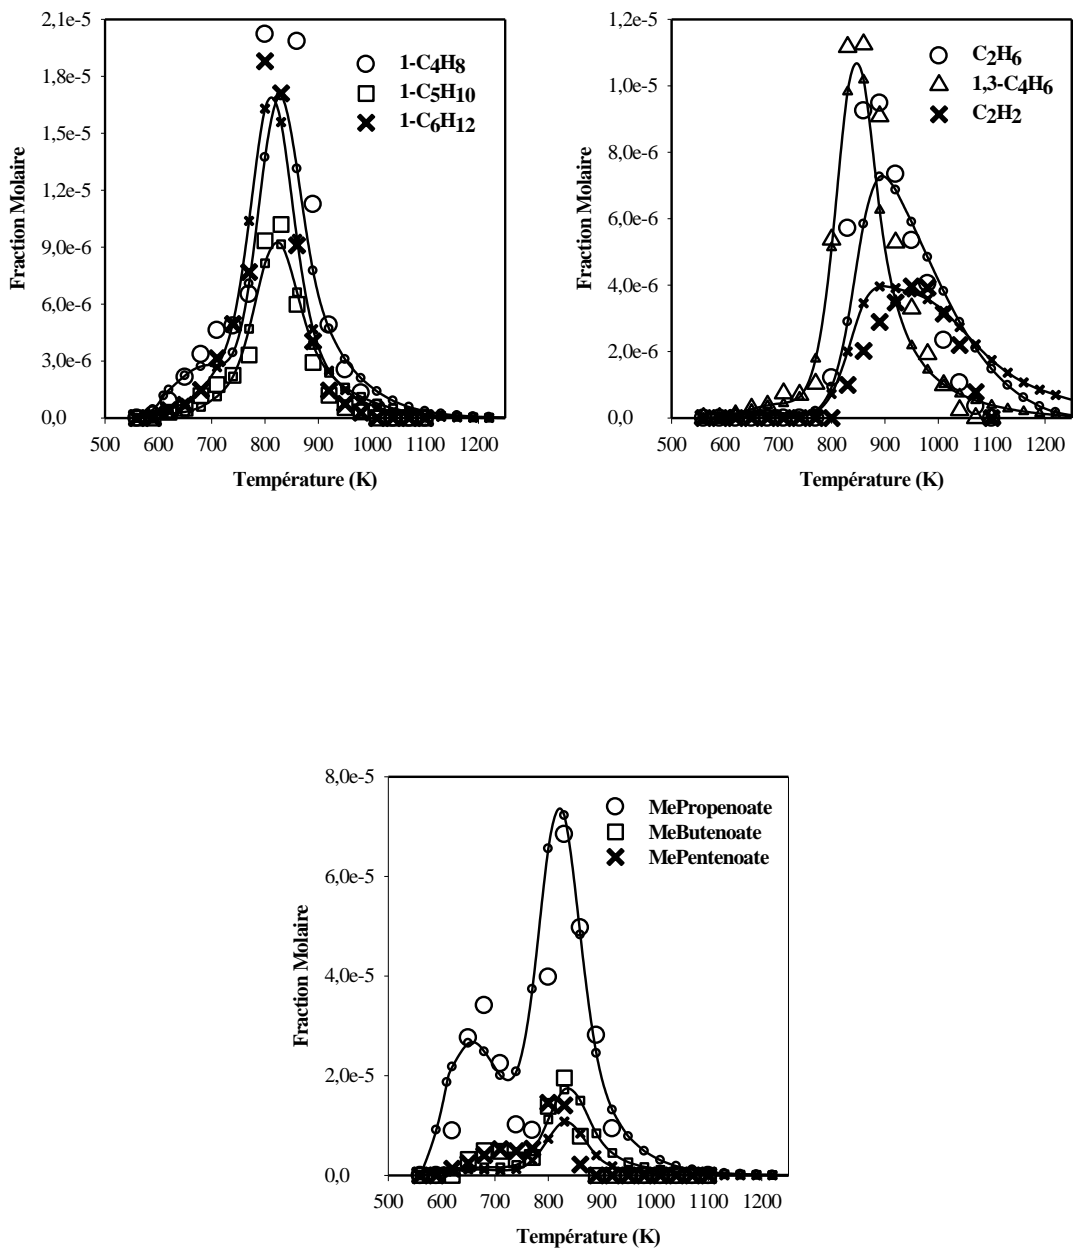 2,1e-5
1,8e-5
1,5e-5
1,2e-5
9,0e-6
6,0e-6
3,0e-6
0,0
Fraction Molaire
1-C4H8
1-C5H10
1-C6H12
500 600 700 800 900 1000 1100 1200
Température (K)
1,2e-5
1,0e-5
8,0e-6
6,0e-6
4,0e-6
2,0e-6
0,0
Fraction Molaire
C2H6
1,3-C4H6
C2H2
500 600 700 800 900 1000 1100 1200
Température (K)
8,0e-5
6,0e-5
4,0e-5
2,0e-5
0,0
Fraction Molaire
MePropenoate
MeButenoate
MePentenoate
500 600 700 800 900 1000 1100 1200
Température (K)